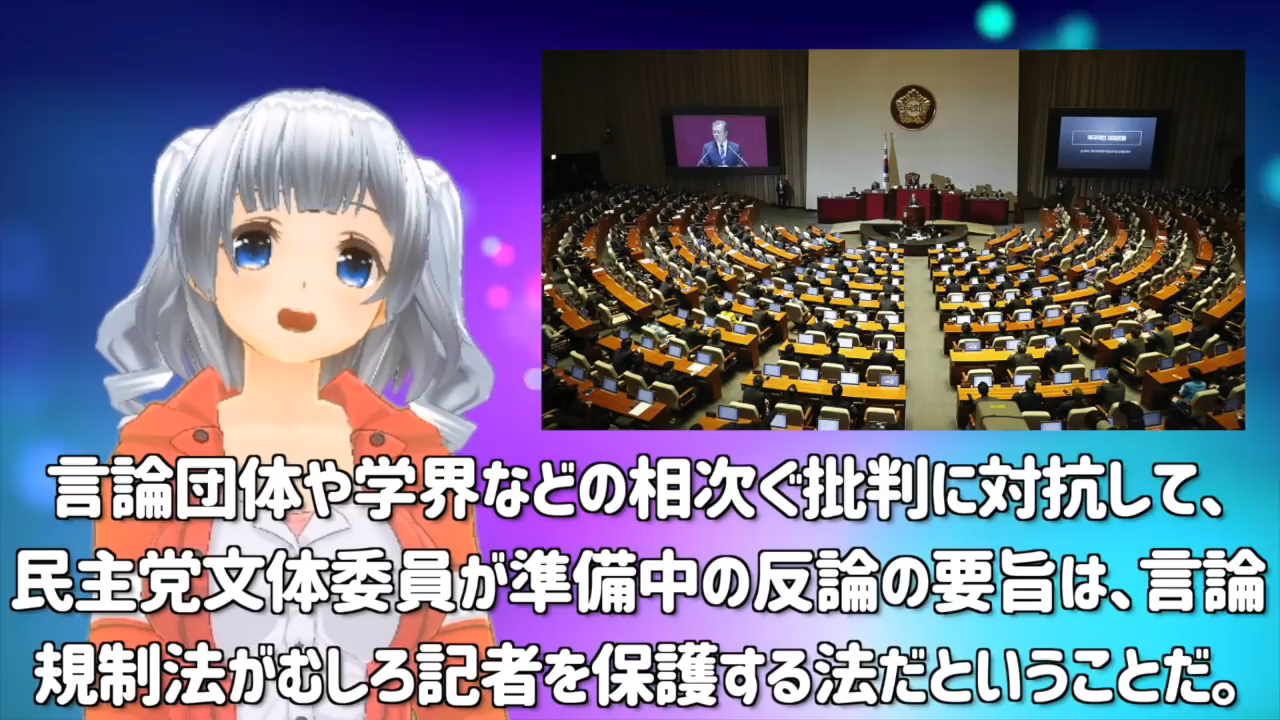 言論団体や学界などの相次ぐ批判に対抗して、
民主党文体委員が準備中の反論の要旨は、言論
規制法がむしろ記者を保護する法だということだ。